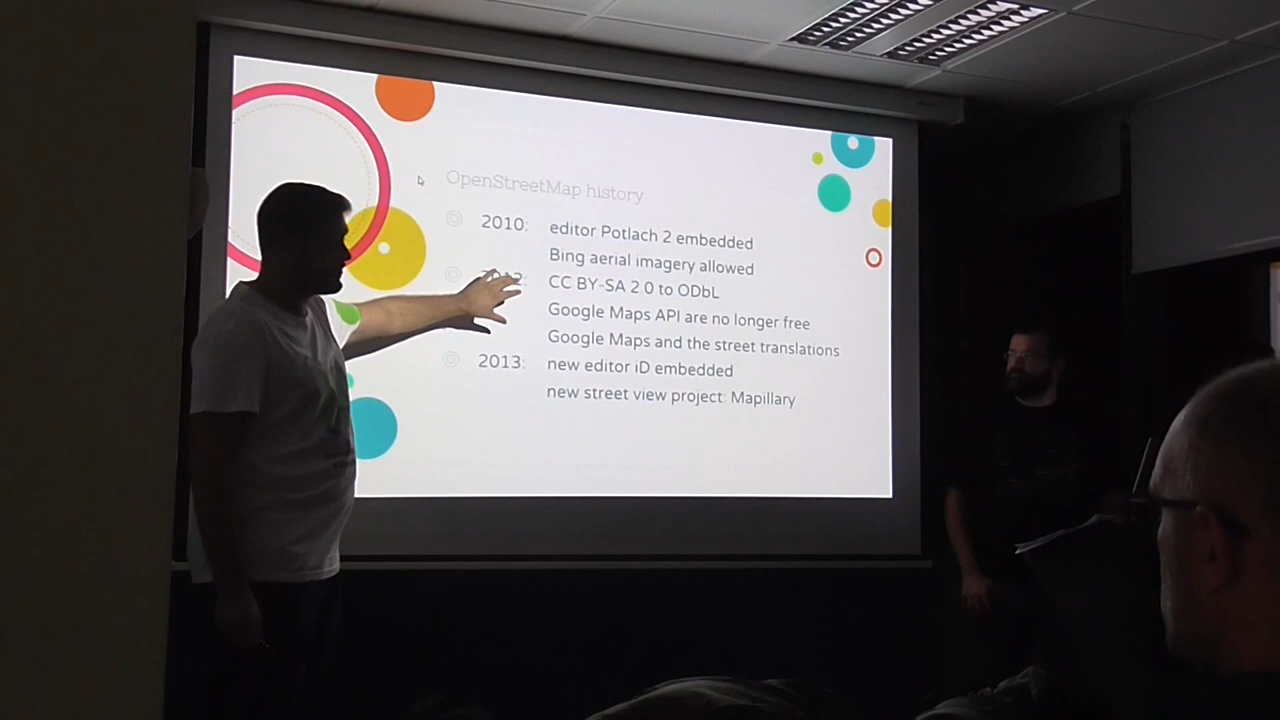 OpenStreetMap history
2010: editor Potlach 2 embedded
Bing aerial imagery allowed
2012: CC BY-SA 2.0 to ODbL
Google Maps API are no longer free
Google Maps and the street translations
2013: new editor iD embedded
new street view project: Mapillary